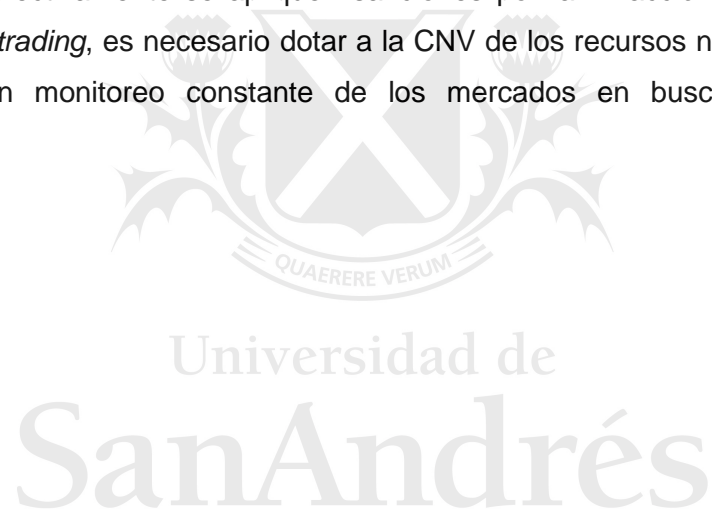 trading, es necesario dotar a la CNV de los recursos n
n monitoreo constante de los mercados en busc
QUAERERE VERUM
Universidad de
SanAndrés